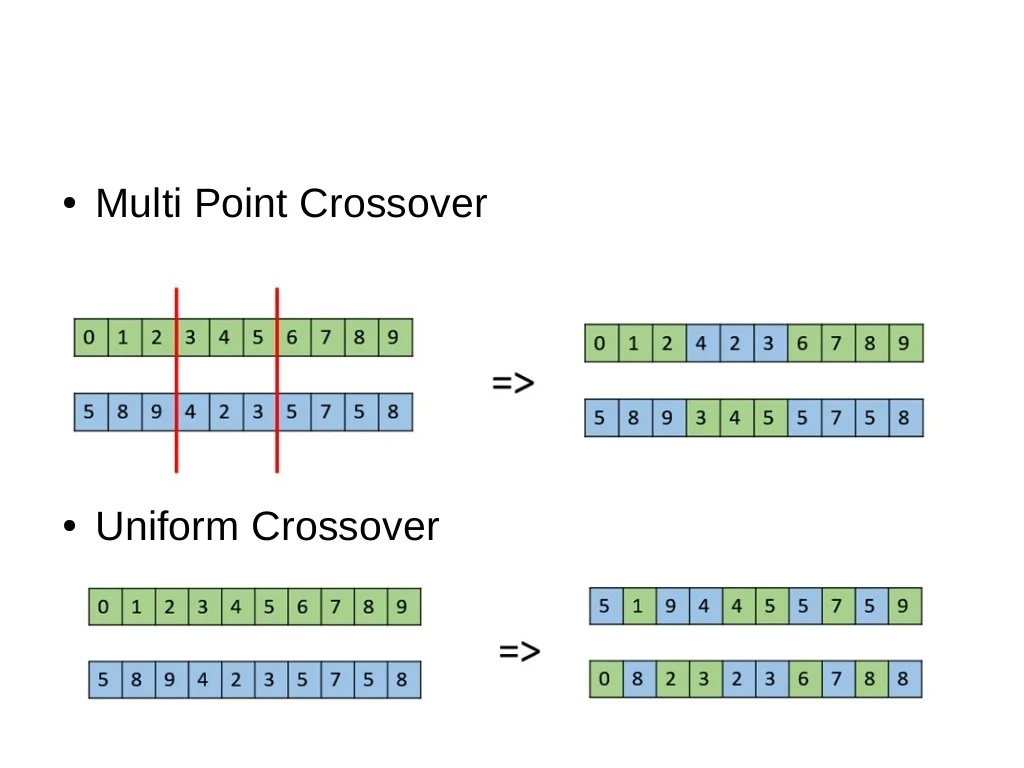 • Multi Point Crossover
0 1 2 3 4 5 6 7 8 9
5 8 9 4 2 3 5 7 5 8
=>
0 1 2 4 2 3 6 7 8 9
5 8 9 3 4 5 5 7 5 8
• Uniform Crossover
0 1 2 3 4 5 6 7 8 9
5 8 9 4 2 3 5 7 5 8
=>
5 1 9 4 4 5 5 7 5 9
0 8 2 3 2 3 6 7 8 8